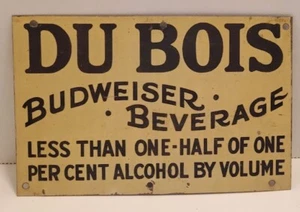 DU BOIS
BUDWEISER ·
· BEVERAGE
LESS THAN ONE-HALF OF ONE
PER CENT ALCOHOL BY VOLUME